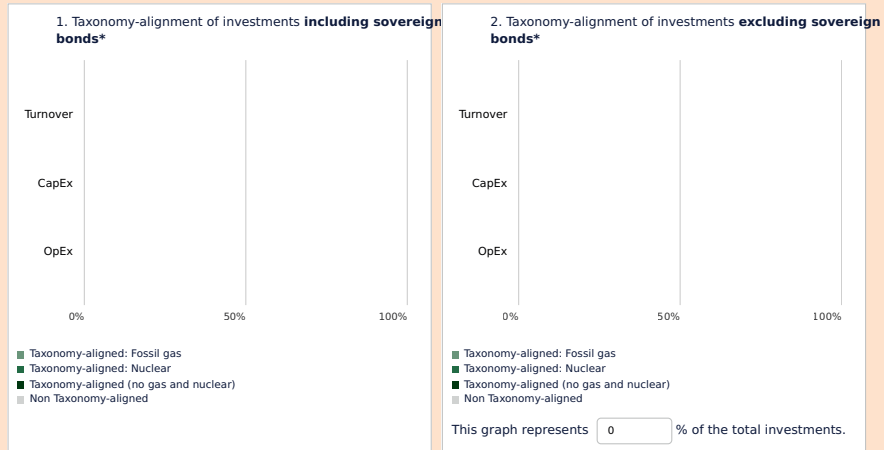 1. Taxonomy-alignment of investments including sovereign
bonds*
Turnover
CapEx
OpEx
0% 50% 100%
Taxonomy-aligned: Fossil gas
Taxonomy-aligned: Nuclear
Taxonomy-aligned (no gas and nuclear)
Non Taxonomy-aligned
2. Taxonomy-alignment of investments excluding sovereign
bonds*
Turnover
CapEx
OpEx
0% 50% 100%
Taxonomy-aligned: Fossil gas
Taxonomy-aligned: Nuclear
Taxonomy-aligned (no gas and nuclear)
Non Taxonomy-aligned
This graph represents 0 % of the total investments.